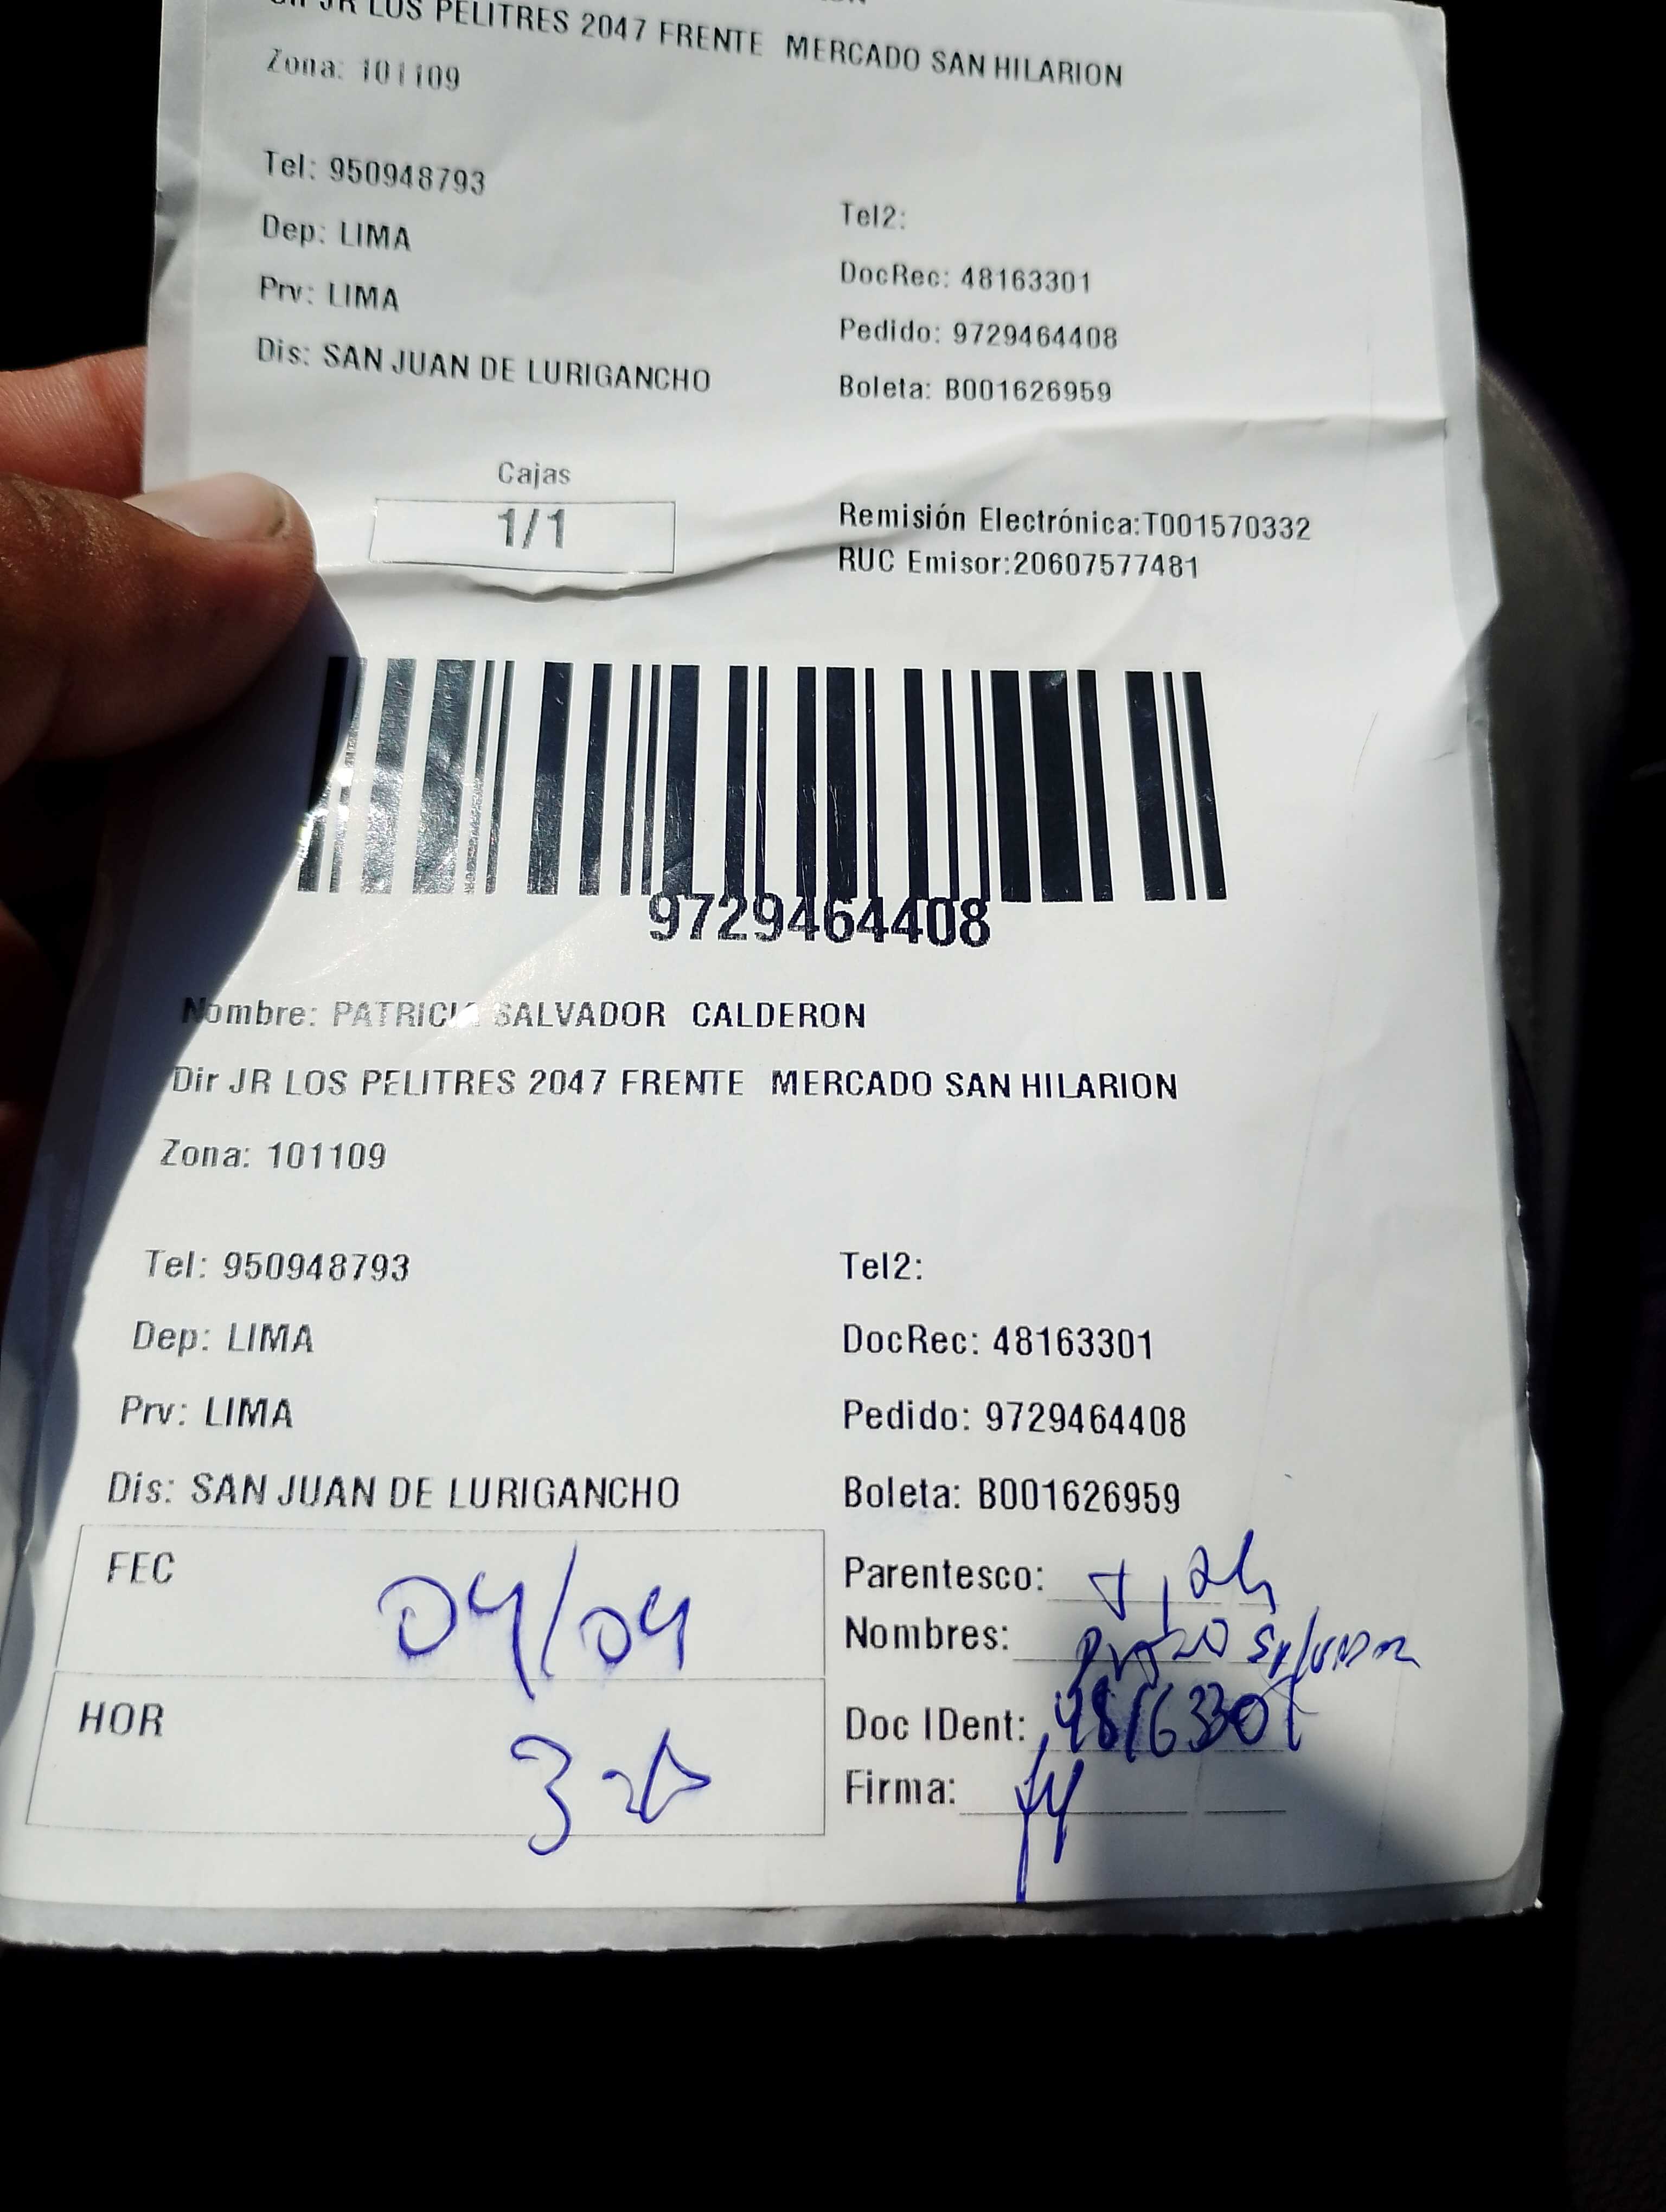 JR LOS PELITRES 2047 FRENTE MERCADO SAN HILARION
Zona: 101109
Tel: 950948793
Tel2:
Dep: LIMA
DocRec: 48163301
Prv: LIMA
Pedido: 9729464408
Dis: SAN JUAN DE LURIGANCHO
Boleta: B001626959
Cajas
1/1
Remisión Electrónica:T001570332
RUC Emisor:20607577481
9729464408
Nombre: PATRICIA SALVADOR CALDERON
Dir JR LOS PELITRES 2047 FRENTE MERCADO SAN HILARION
Zona: 101109
Tel: 950948793
Tel2:
Dep: LIMA
DocRec: 48163301
Prv: LIMA
Pedido: 9729464408
Dis: SAN JUAN DE LURIGANCHO
Boleta: B001626959
FEC 04/04
Parentesco:
Nombres: Salvador
HOR 3
Doc IDent: 48163301
Firma: